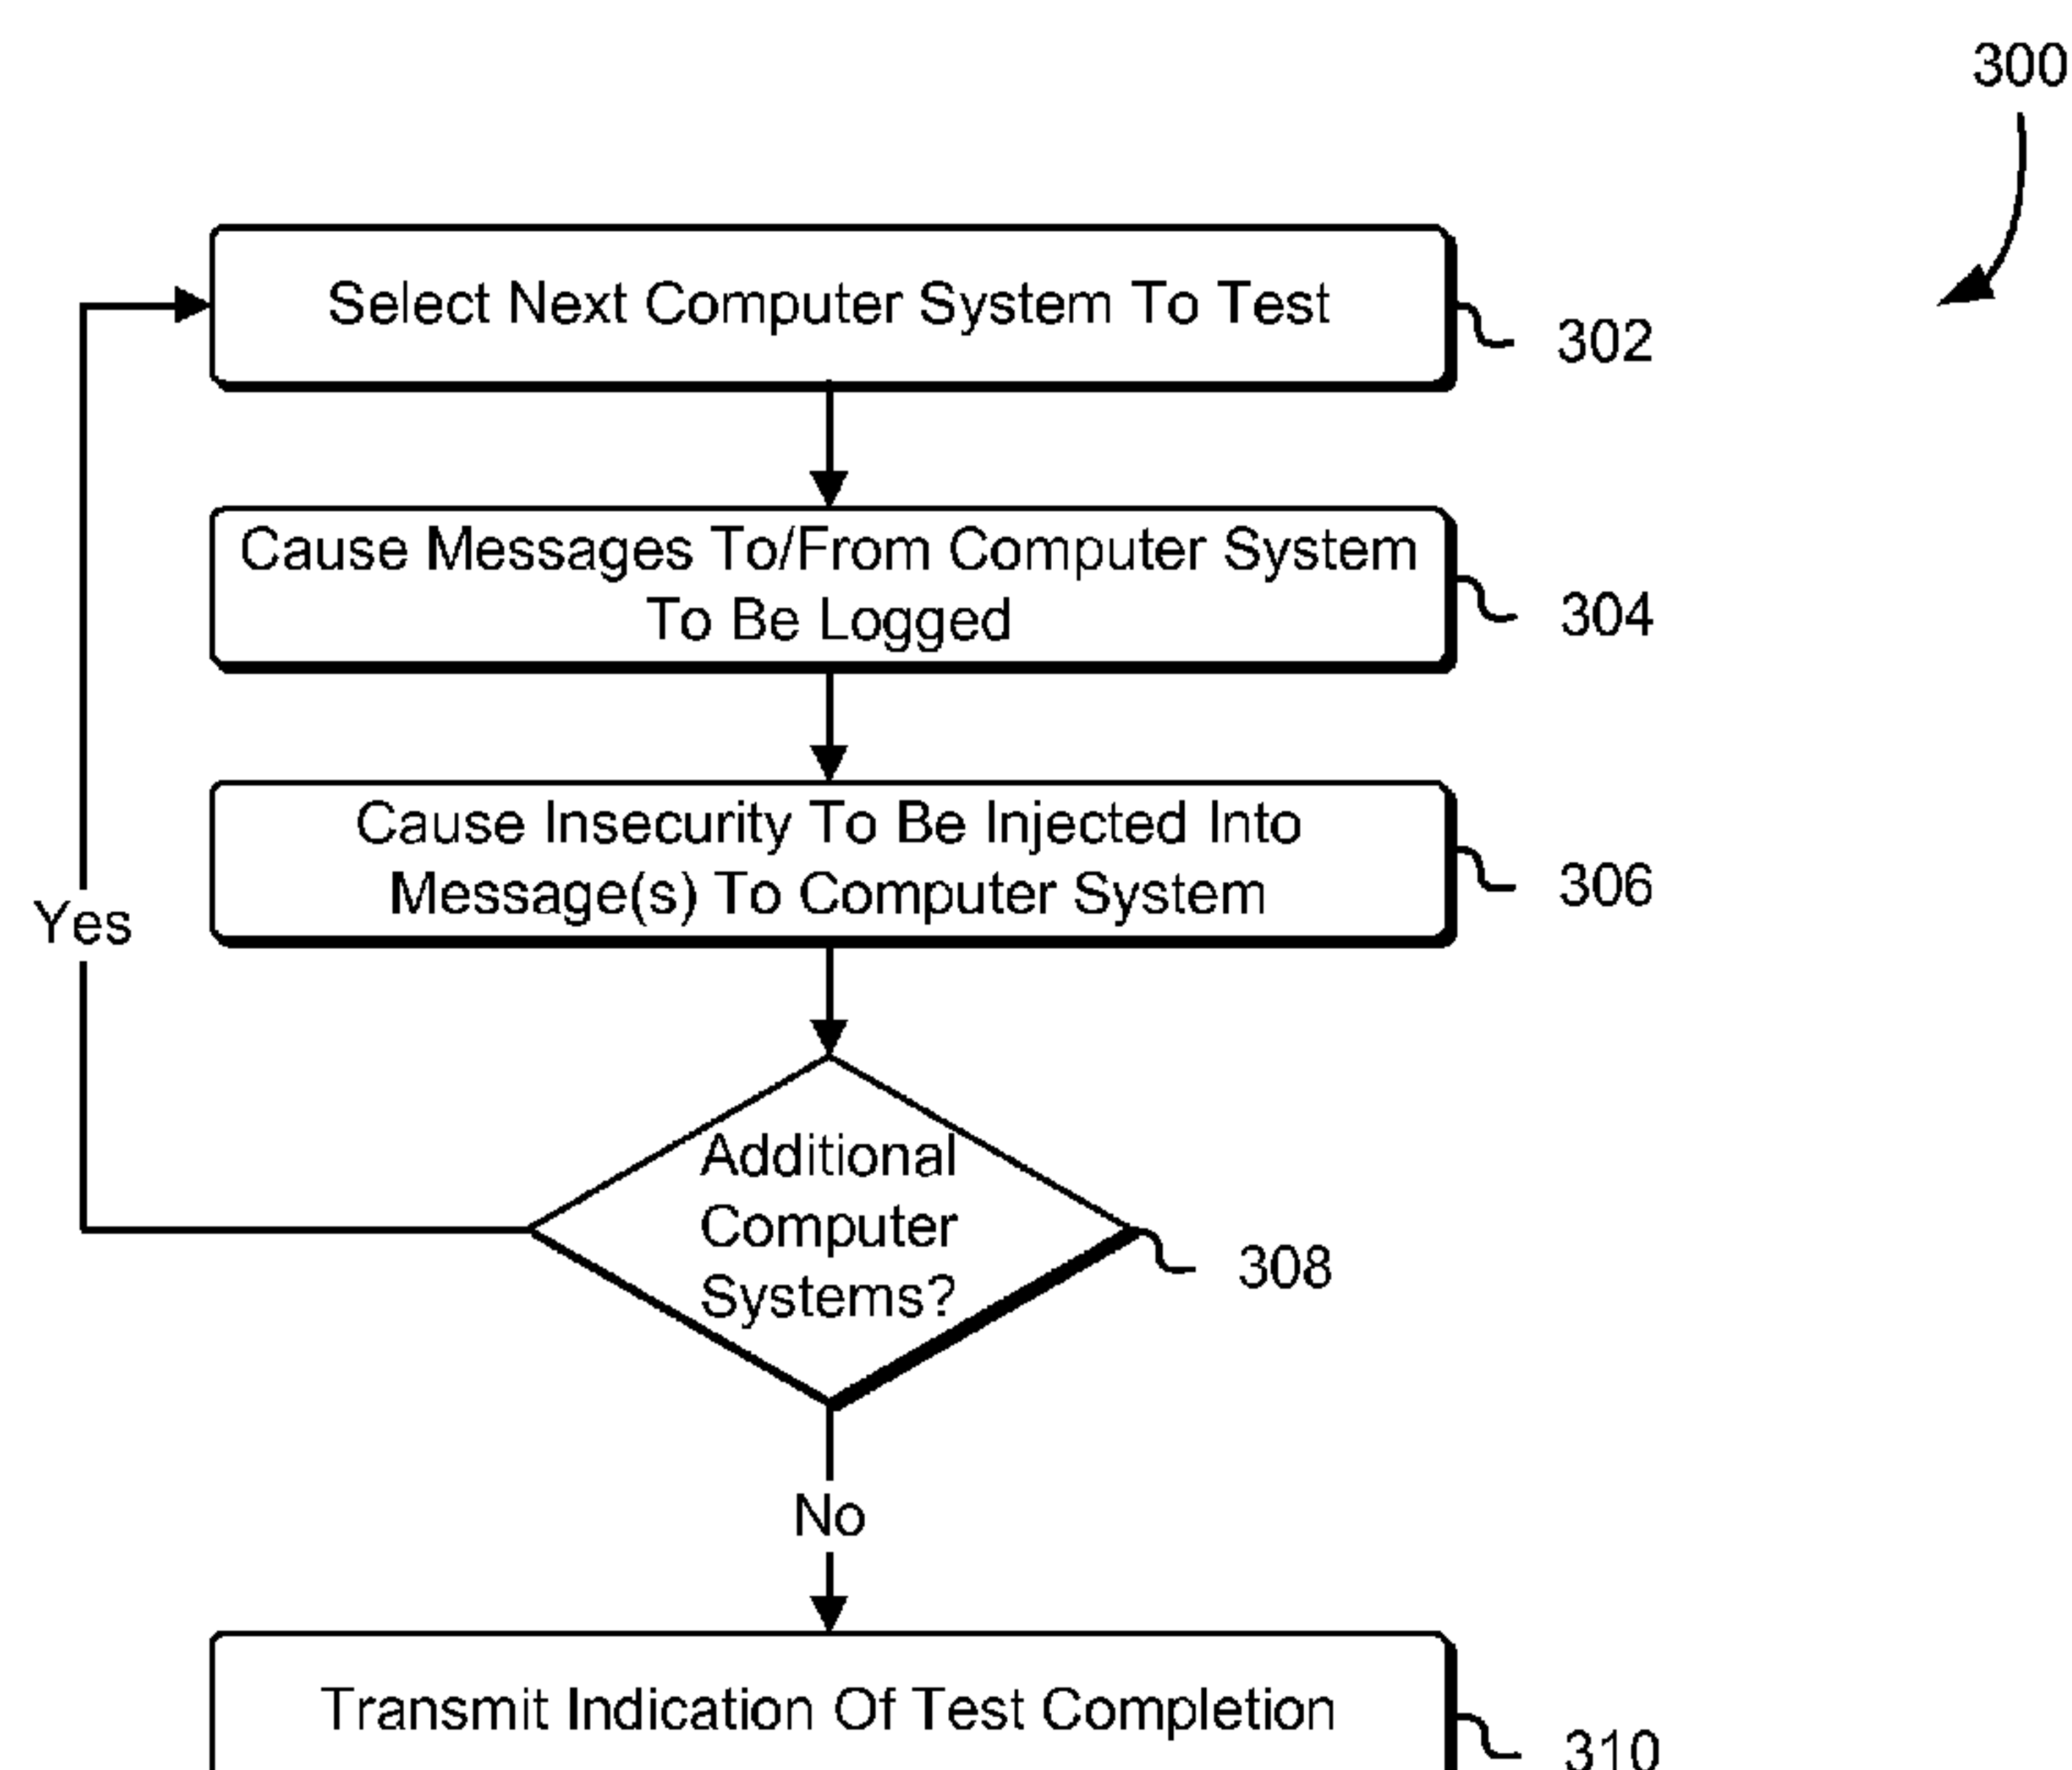 300
Select Next Computer System To Test
302
Cause Messages To/From Computer System
To Be Logged
304
Cause Insecurity To Be Injected Into
Message(s) To Computer System
306
Yes
Additional
Computer
Systems?
308
No
Transmit Indication Of Test Completion
310